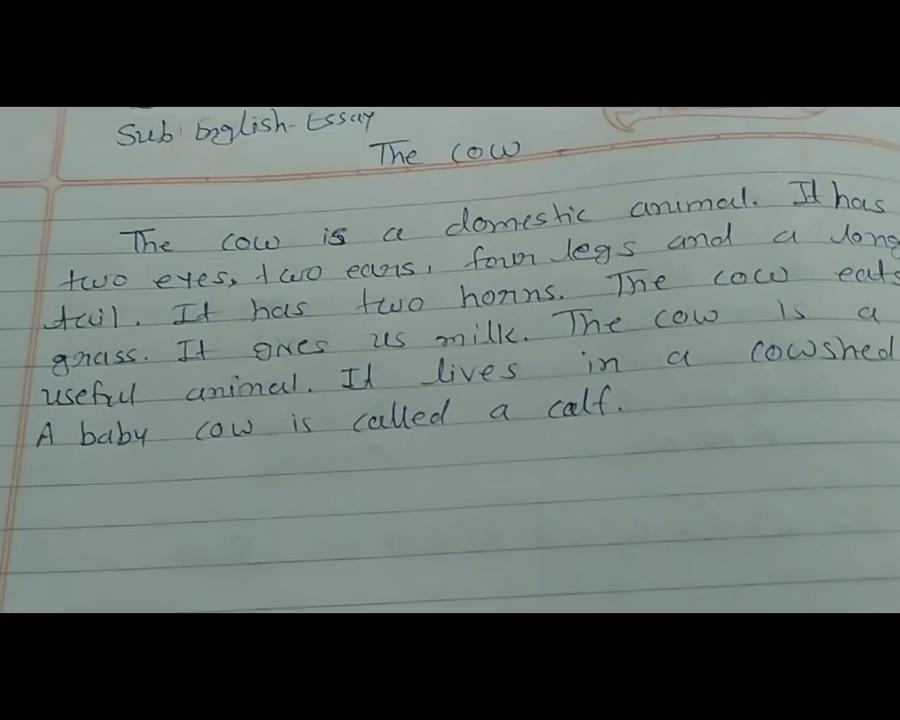 Sub English-Essay
The cow
The cow is a domestic animal. It has
two eyes, two ears, four legs and a long
tail. It has two horns. The cow eats
grass. It gives us milk. The cow is a
useful animal. It lives in a cowshed
A baby cow is called a calf.